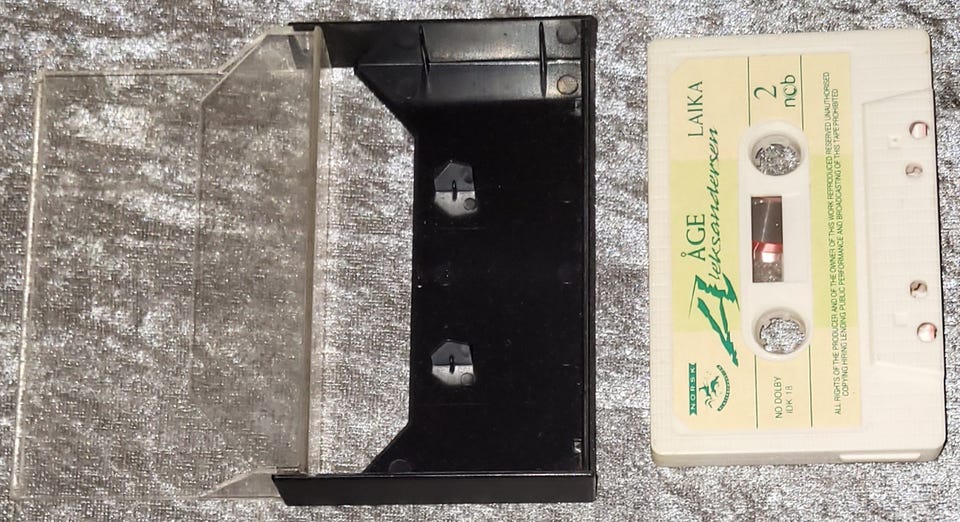 NORSK
ÅGE
Aleksandersen
LAIKA
2
ncb
NO DOLBY
IDK 18
ALL RIGHTS OF THE PRODUCER AND OF THE OWNER OF THIS WORK REPRODUCED RESERVED UNAUTHORISED
COPYING HIRING LENDING PUBLIC PERFORMANCE AND BROADCASTING OF THIS TAPE PROHIBITED